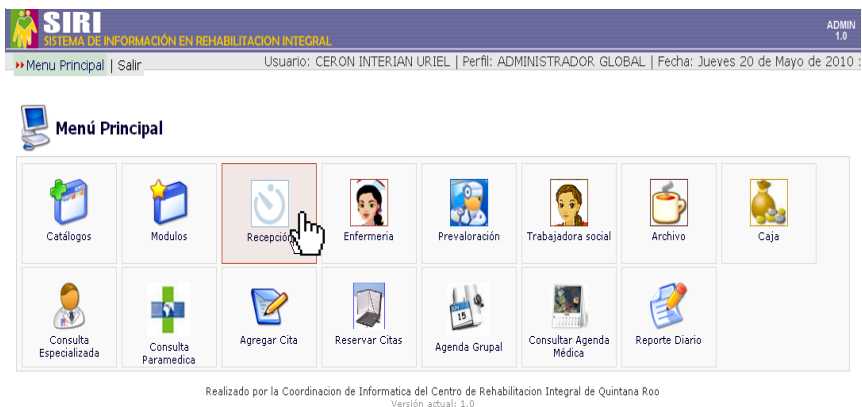 SIRI
SISTEMA DE INFORMACIÓN EN REHABILITACION INTEGRAL
ADMIN
1.0
Menu Principal | Salir
Usuario: CERON INTERIAN URIEL | Perfil: ADMINISTRADOR GLOBAL | Fecha: Jueves 20 de Mayo de 2010 :
Menú Principal
Catálogos
Modulos
Recepción
Enfermeria
Prevaloración
Trabajadora social
Archivo
Caja
Consulta
Especializada
Consulta
Paramedica
Agregar Cita
Reservar Citas
15
Agenda Grupal
Consultar Agenda
Médica
Reporte Diario
Realizado por la Coordinacion de Informatica del Centro de Rehabilitacion Integral de Quintana Roo
Versión actual: 1.0